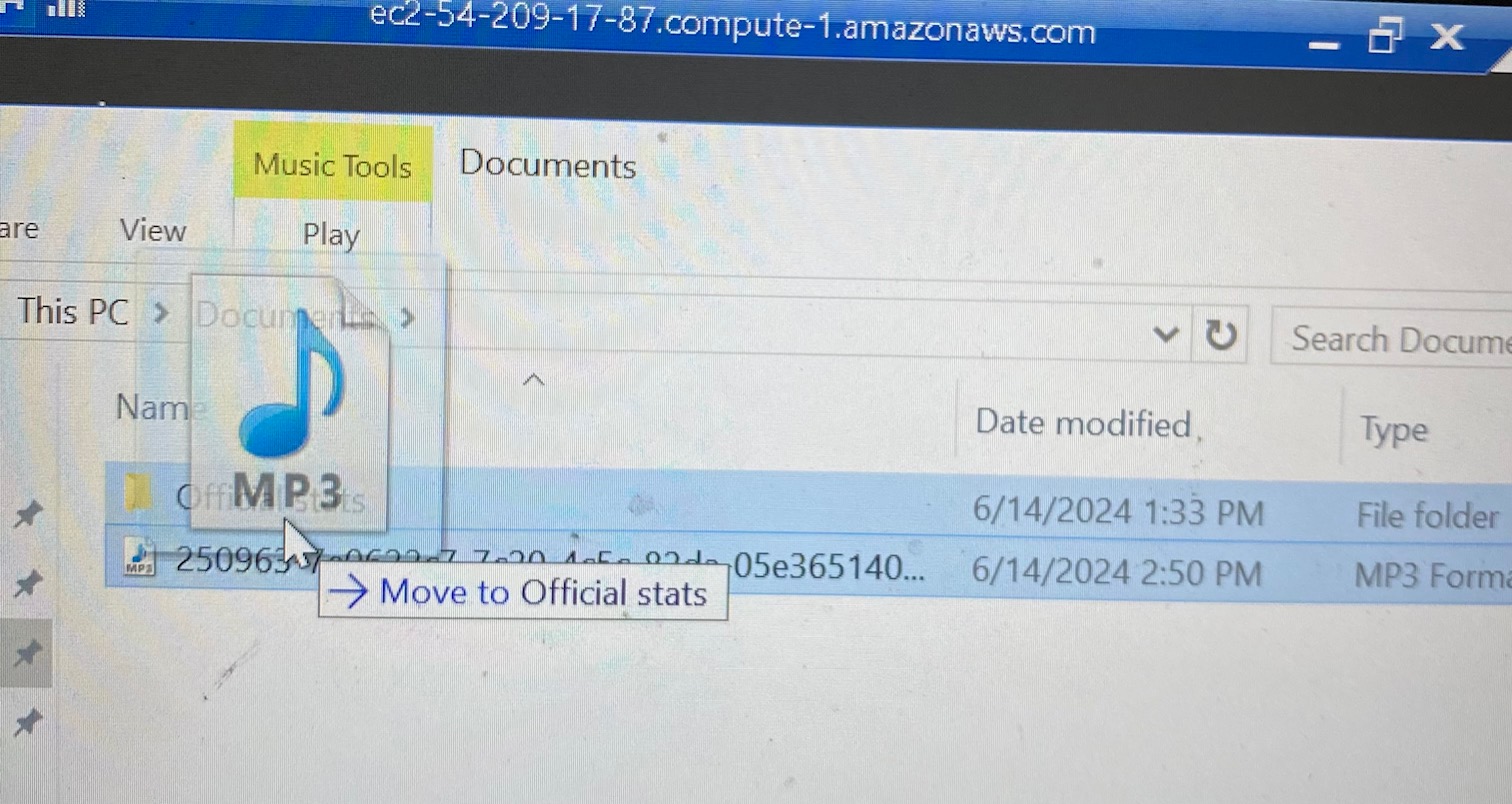 ec2-54-209-17-87.compute-1.amazonaws.com
Music Tools Documents
are View Play
This PC > Documents > Search Docume
Name Date modified Type
Official stats 6/14/2024 1:33 PM File folder
MP3
05e365140... 6/14/2024 2:50 PM MP3 Forma
MP3
→ Move to Official stats